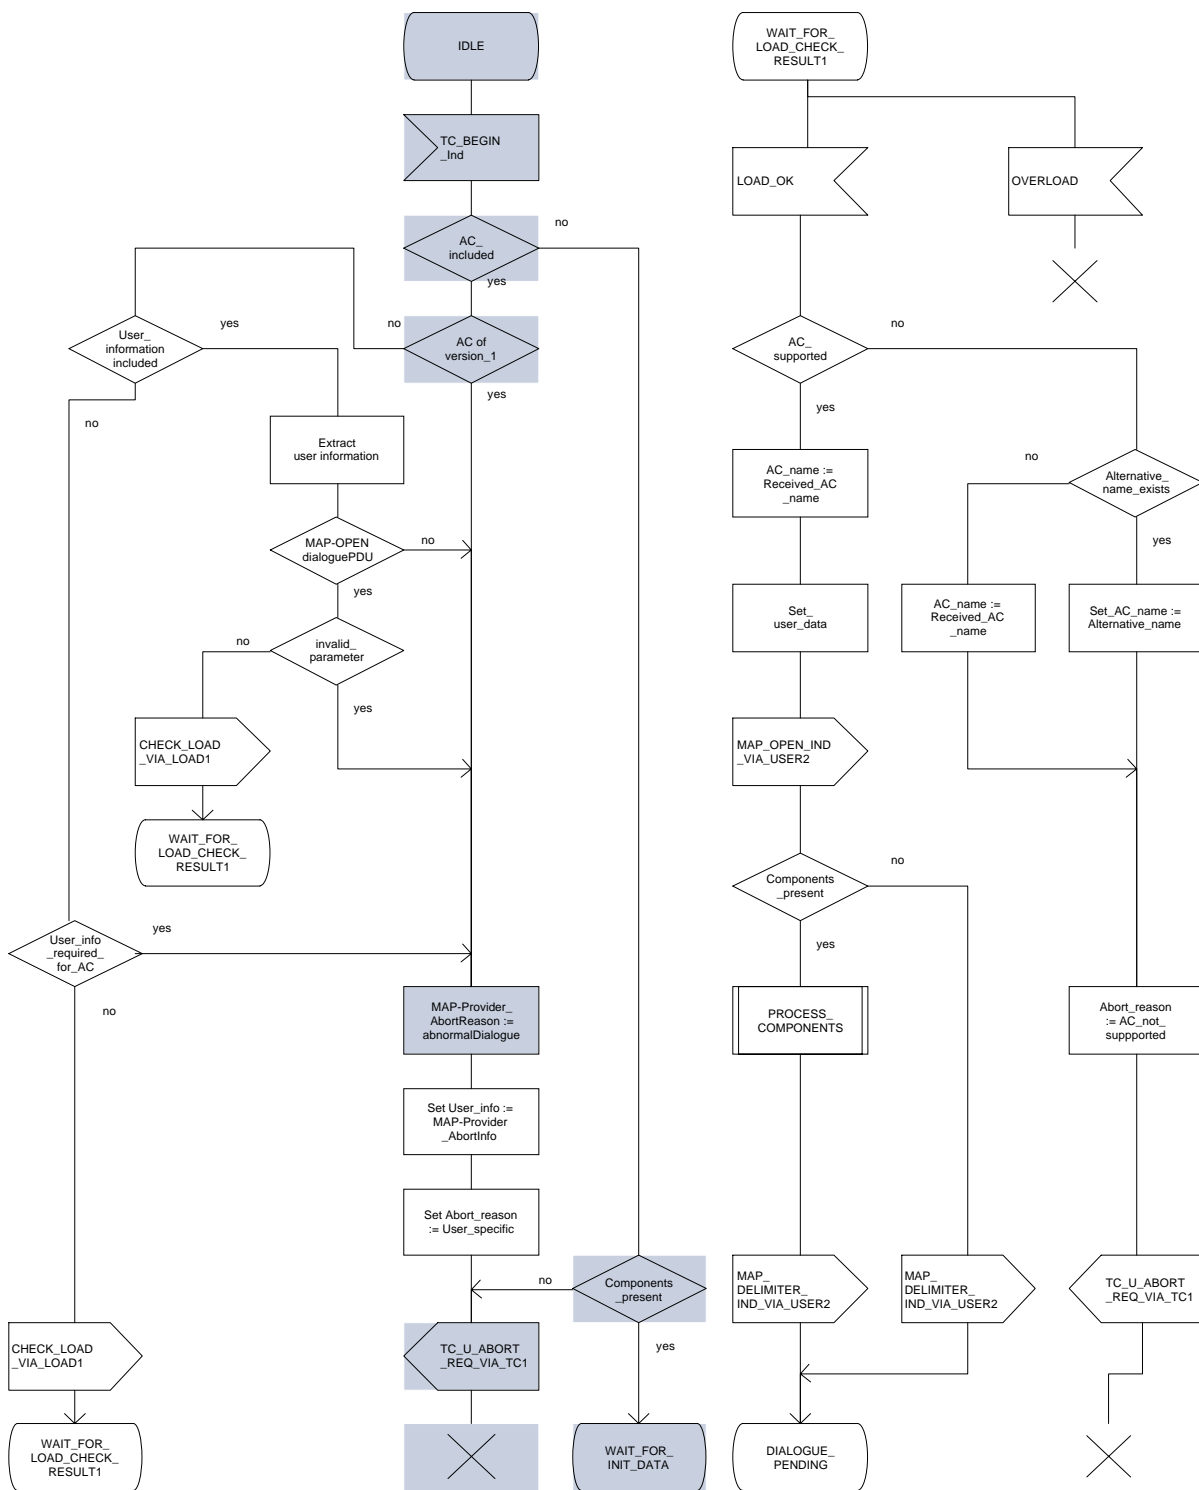 IDLE
WAIT_FOR_
LOAD_CHECK_
RESULT1
TC_BEGIN
_Ind
LOAD_OK
OVERLOAD
no
AC_
included
yes
User_
information
included
yes
no
AC of
version_1
yes
no
AC_
supported
no
yes
Extract
user information
AC_name :=
Received_AC
_name
no
Alternative_
name_exists
yes
MAP-OPEN
dialoguePDU
no
yes
Set_
user_data
AC_name :=
Received_AC
_name
Set_AC_name :=
Alternative_name
no
invalid_
parameter
yes
CHECK_LOAD
_VIA_LOAD1
MAP_OPEN_IND
_VIA_USER2
WAIT_FOR_
LOAD_CHECK_
RESULT1
Components
_present
no
yes
User_info
_required_
for_AC
yes
no
MAP-Provider_
AbortReason :=
abnormalDialogue
PROCESS_
COMPONENTS
Abort_reason
:= AC_not_
suppported
Set User_info :=
MAP-Provider
_AbortInfo
Set Abort_reason
:= User_specific
no
Components
_present
yes
MAP_
DELIMITER_
IND_VIA_USER2
MAP_
DELIMITER_
IND_VIA_USER2
TC_U_ABORT
_REQ_VIA_TC1
CHECK_LOAD
_VIA_LOAD1
TC_U_ABORT
_REQ_VIA_TC1
WAIT_FOR_
LOAD_CHECK_
RESULT1
WAIT_FOR_
INIT_DATA
DIALOGUE_
PENDING